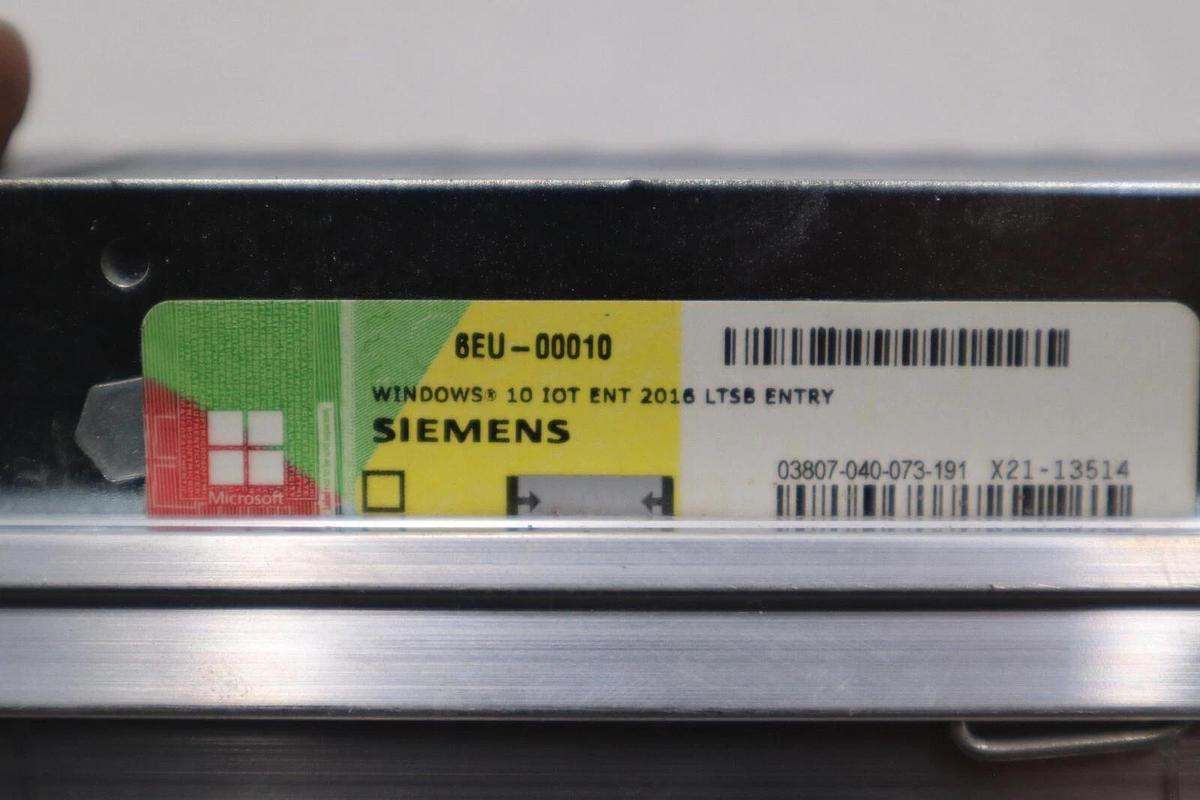 6EU-00010
WINDOWS® 10 IOT ENT 2016 LTSB ENTRY
SIEMENS
03807-040-073-191 X21-13514
Microsoft